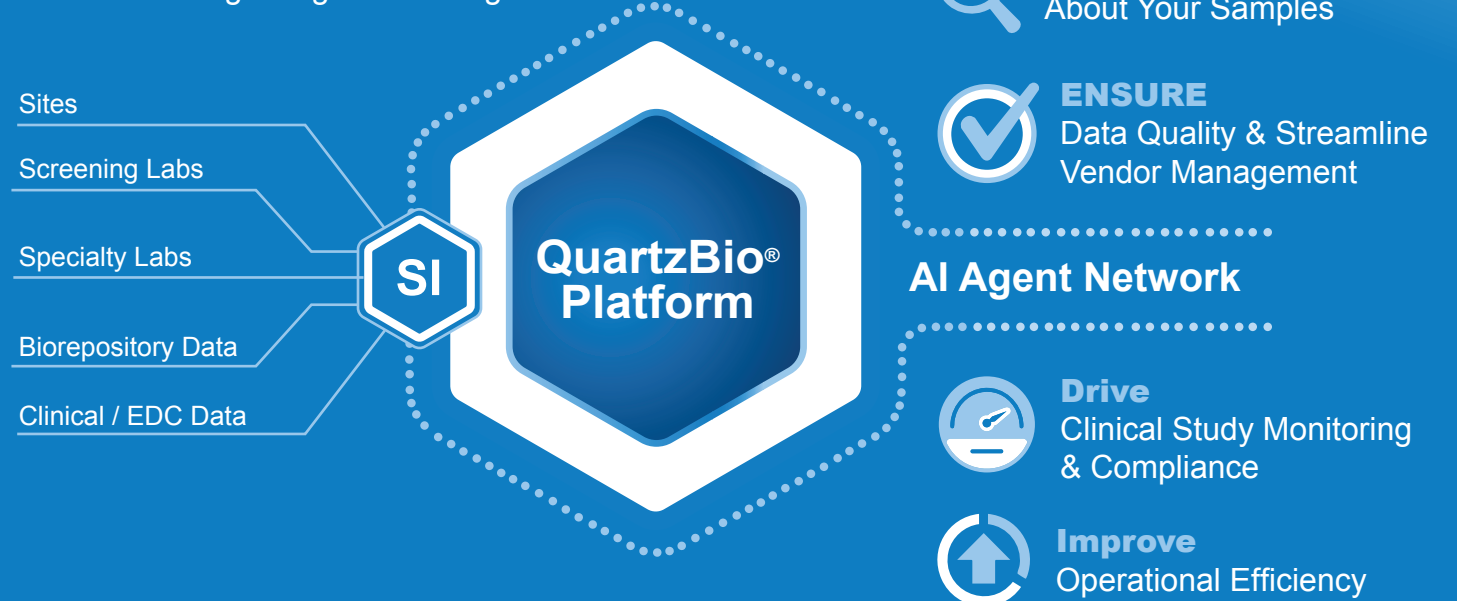 About Your Samples
Sites
Screening Labs
Specialty Labs
Biorepository Data
Clinical / EDC Data
SI
QuartzBio®
Platform
ENSURE
Data Quality & Streamline
Vendor Management
AI Agent Network
Drive
Clinical Study Monitoring
& Compliance
Improve
Operational Efficiency